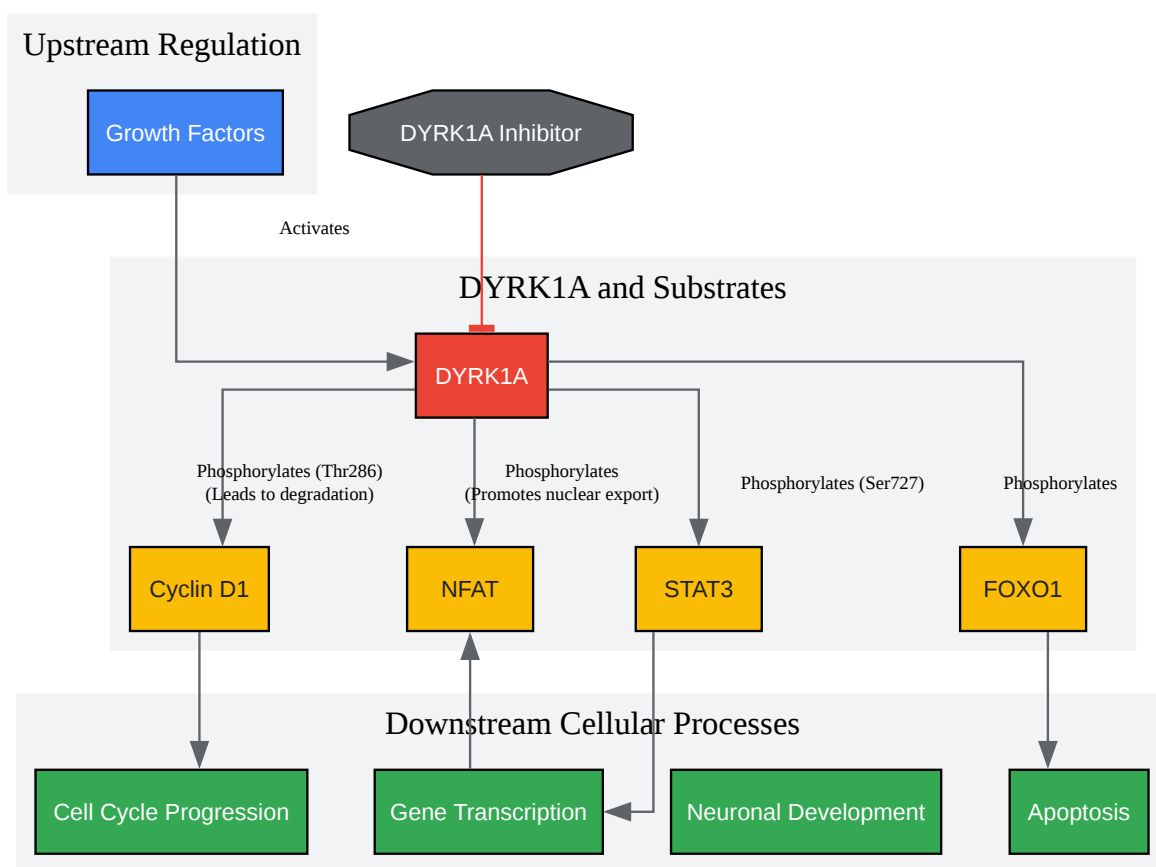 Upstream Regulation
Growth Factors
DYRK1A Inhibitor
Activates
DYRK1A and Substrates
DYRK1A
Phosphorylates (Thr286)
(Leads to degradation)
Phosphorylates
(Promotes nuclear export)
Phosphorylates (Ser727)
Phosphorylates
Cyclin D1
NFAT
STAT3
FOXO1
Downstream Cellular Processes
Cell Cycle Progression
Gene Transcription
Neuronal Development
Apoptosis